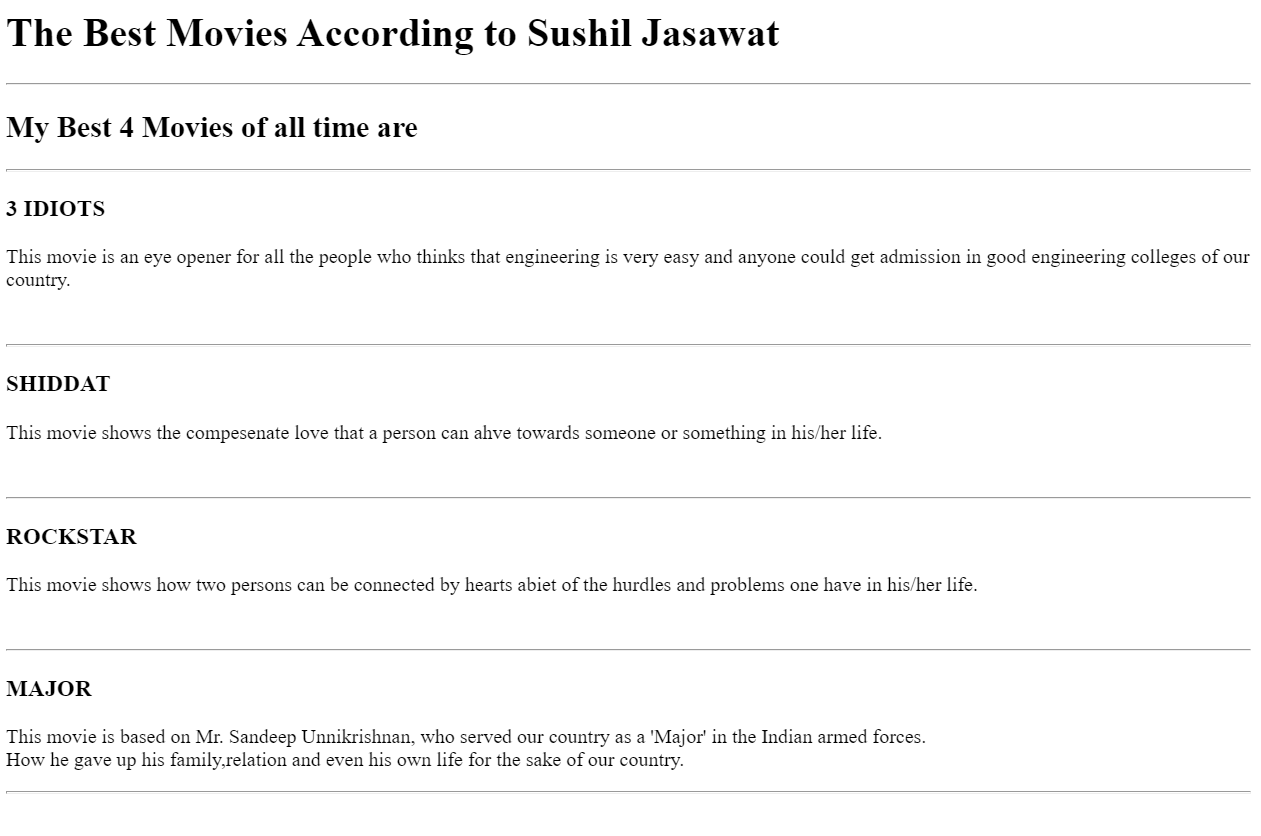 The Best Movies According to Sushil Jasawat
My Best 4 Movies of all time are
3 IDIOTS
This movie is an eye opener for all the people who thinks that engineering is very easy and anyone could get admission in good engineering colleges of our
country.
SHIDDAT
This movie shows the compesenate love that a person can ahve towards someone or something in his/her life.
ROCKSTAR
This movie shows how two persons can be connected by hearts abiet of the hurdles and problems one have in his/her life.
MAJOR
This movie is based on Mr. Sandeep Unnikrishnan, who served our country as a 'Major' in the Indian armed forces.
How he gave up his family,relation and even his own life for the sake of our country.